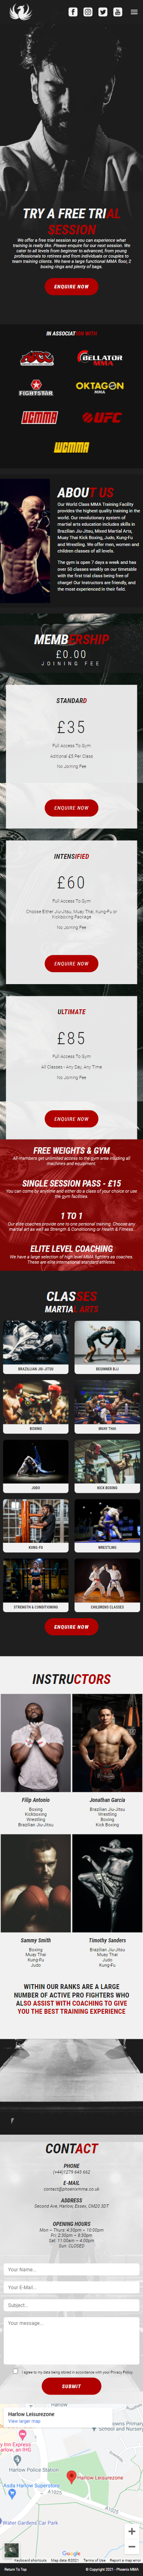 TRY A FREE TRIAL
SESSION
We offer a free trial session so you can experience what
training is really like. Please enquire for our next session. We
cater to all levels from beginner to advanced, from young
professionals to retirees and from individuals or couples to
team training events. We have a large functional MMA floor, 2
boxing rings and plenty of bags.
ENQUIRE NOW
IN ASSOCIATION WITH
BELLATOR
MMA
FIGHTSTAR
OKTAGON
MMA
UCMMA
UFC
WCMMA
ABOUT US
Our World Class MMA Training Facility
support the highest quality training in the
world. Our revolutionary system of
martial arts education includes skills in
Brazilian Jiu-Jitsu, Mixed Martial Arts,
Muay Thai Kick Boxing, Judo, Kung-Fu
and Wrestling. We offer men, women and
children classes of all levels.
The gym is open 7 days a week and has
over 60 classes weekly on our timetable
with the first trial class being free of
charge! Our Instructors are friendly, and
the most experienced in their field.
MEMBERSHIP
£0.00
JOINING FEE
STANDARD
£35
Full Access To Gym
Additional £5 Per Class
No Joining Fee
ENQUIRE NOW
INTENSIFIED
£60
Full Access To Gym
Choose Either Jiu-Jitsu, Muay Thai, Kung-Fu or
Kickboxing Package
No Joining Fee
ENQUIRE NOW
ULTIMATE
£85
Full Access To Gym
All Classes - Any Day, Any Time
No Joining Fee
ENQUIRE NOW
FREE WEIGHTS & GYM
All members get unlimited access to the gym area including all
machines and equipment.
SINGLE SESSION PASS - £15
You can come by anytime and either do a class of your choice or use
the gym facilities.
1 TO 1
Our elite coaches provide one to one personal training. Choose any
martial art as well as Strength & Conditioning or Health & Fitness.
ELITE LEVEL COACHING
We have a large selection of high level MMA fighters as coaches.
These are elite international standard athletes.
CLASSES
MARTIAL ARTS
BRAZILIAN JIU-JITSU
BEGINNER BJJ
BOXING
MUAY THAI
JUDO
KICK BOXING
KUNG-FU
WRESTLING
STRENGTH & CONDITIONING
CHILDRENS CLASSES
ENQUIRE NOW
INSTRUCTORS
Filip Antonio
Boxing
Kickboxing
Wrestling
Brazilian Jiu-Jitsu
Jonathan Garcia
Brazilian Jiu-Jitsu
Wrestling
Boxing
Kick Boxing
Sammy Smith
Boxing
Muay Thai
Kung-Fu
Judo
Timothy Sanders
Brazilian Jiu-Jitsu
Muay Thai
Judo
Kung-Fu
WITHIN OUR RANKS ARE A LARGE
NUMBER OF ACTIVE PRO FIGHTERS WHO
ALSO ASSIST WITH COACHING TO GIVE
YOU THE BEST TRAINING EXPERIENCE
CONTACT
PHONE
(+44)1279 645 662
E-MAIL
contact@phoenixmma.co.uk
ADDRESS
Second Ave, Harlow, Essex, CM20 3DT
OPENING HOURS
Mon – Thurs: 4:30pm – 10:00pm
Fri: 2:30pm – 8:30pm
Sat: 11:00am – 4:00pm
Sun: CLOSED
Your Name...
Your E-Mail...
Subject...
Your message...
I agree to my data being stored in accordance with your Privacy Policy.
SUBMIT
Harlow Leisurezone
View larger map
Harlow Police Station
Harlow Leisurezone
Asda Harlow Superstore
Water Gardens Car Park
A1025
Google
Keyboard shortcuts
Map data ©2021
Terms of Use
Report a map error
Return To Top
© Copyright 2021 - Phoenix MMA